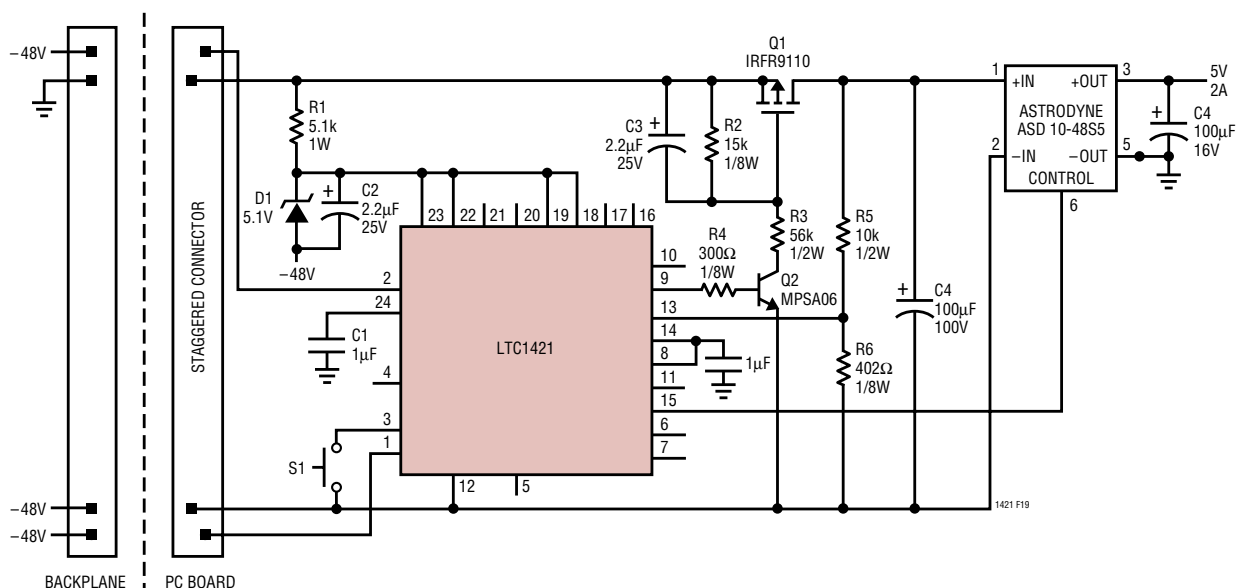 Q1
IRFR9110
−48V
1
+IN
+OUT
3
5V
2A
R1
5.1k
1W
C3
2.2µF
25V
+
R2
15k
1/8W
ASTRODYNE
ASD 10-48S5
+
C4
100µF
16V
2
−IN
−OUT
5
CONTROL
6
STAGGERED CONNECTOR
D1
5.1V
+
C2
2.2µF
25V
−48V
23
22
21
20
19
18
17
16
R3
56k
1/2W
R5
10k
1/2W
R4
300Ω
1/8W
10
9
2
24
Q2
MPSA06
+
C4
100µF
100V
C1
1µF
LTC1421
13
14
8
1µF
R6
402Ω
1/8W
4
11
15
3
1
6
7
S1
12
5
−48V
−48V
1421 F19
BACKPLANE
PC BOARD